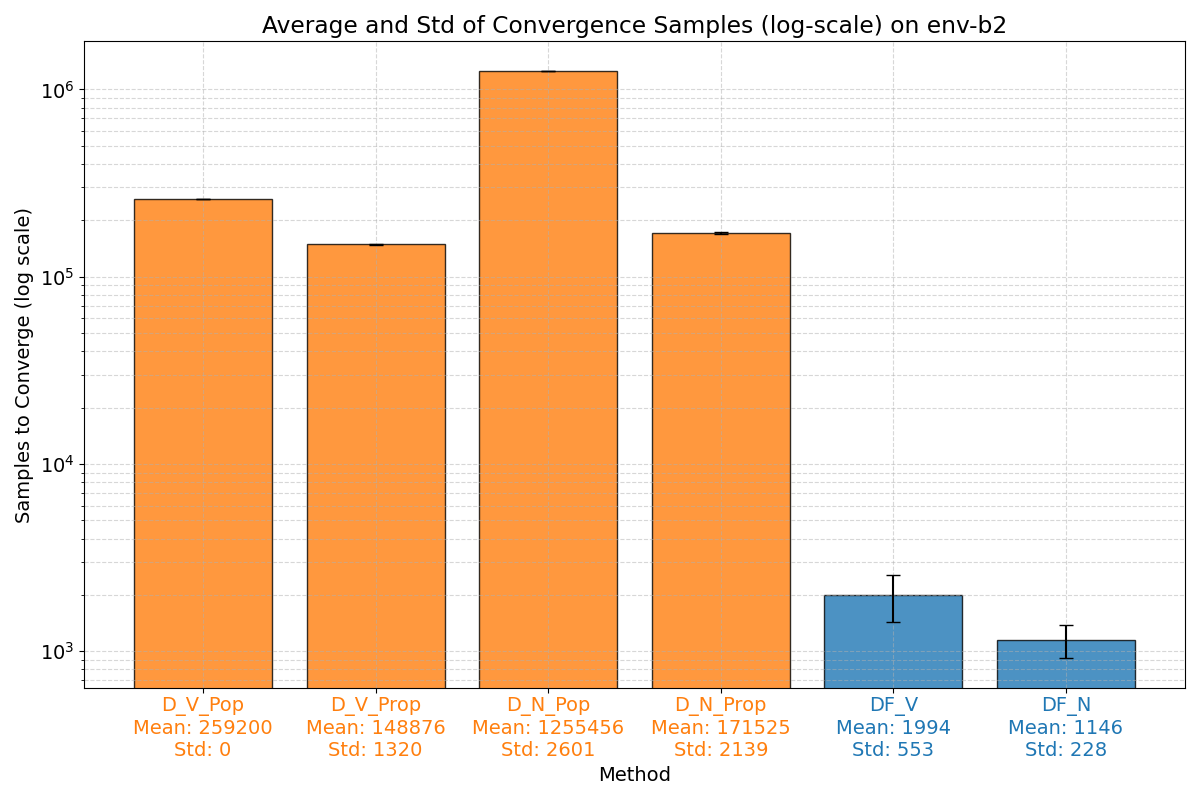 Average and Std of Convergence Samples (log-scale) on env-b2
Samples to Converge (log scale)
10^6
10^5
10^4
10^3
D_V_Pop
Mean: 259200
Std: 0
D_V_Prop
Mean: 148876
Std: 1320
D_N_Pop
Mean: 1255456
Std: 2601
D_N_Prop
Mean: 171525
Std: 2139
DF_V
Mean: 1994
Std: 553
DF_N
Mean: 1146
Std: 228
Method